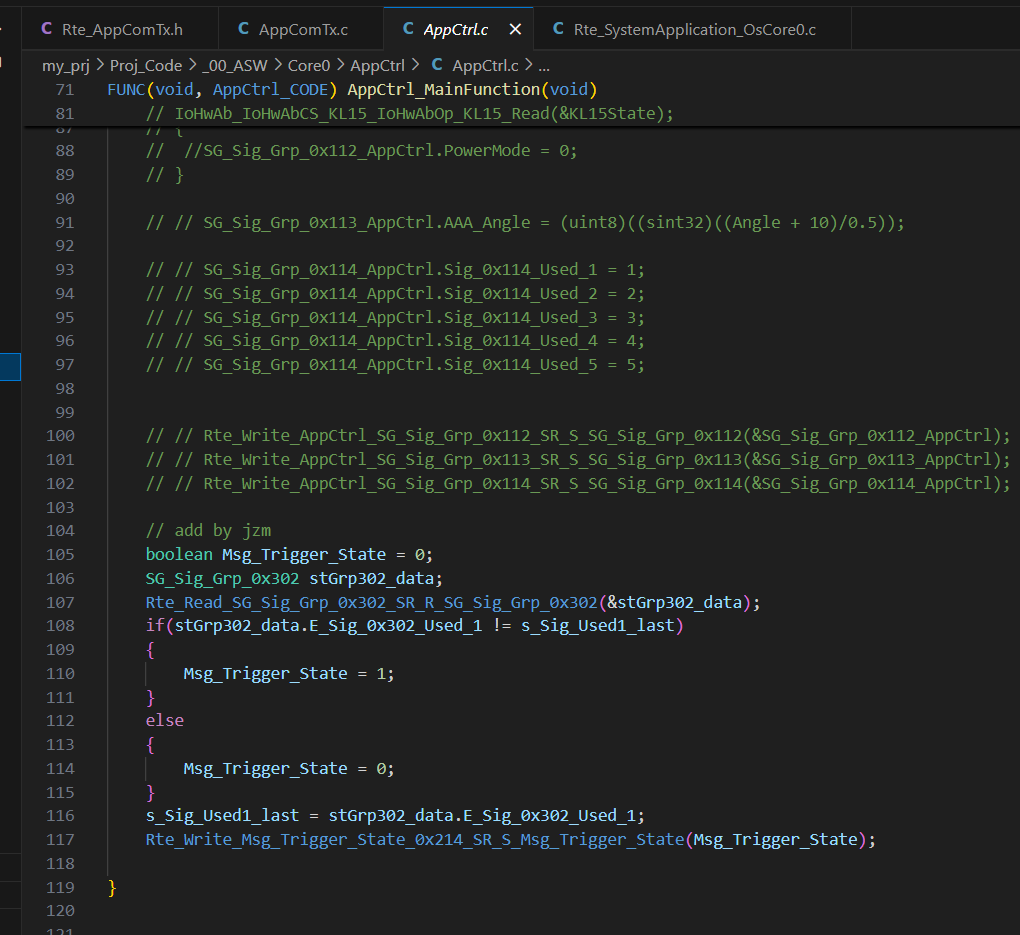 Rte_AppComTx.h
AppComTx.c
AppCtrl.c
Rte_SystemApplication_OsCore0.c
my_prj > Proj_Code > _00_ASW > Core0 > AppCtrl > C AppCtrl.c > ...
71 FUNC(void, AppCtrl_CODE) AppCtrl_MainFunction(void)
81 // IoHwAb_IoHwAbCS_KL15_IoHwAbOp_KL15_Read(&KL15State);
87 // {
88 //  //SG_Sig_Grp_0x112_AppCtrl.PowerMode = 0;
89 // }
90
91 // // SG_Sig_Grp_0x113_AppCtrl.AAA_Angle = (uint8)((sint32)((Angle + 10)/0.5));
92
93 // // SG_Sig_Grp_0x114_AppCtrl.Sig_0x114_Used_1 = 1;
94 // // SG_Sig_Grp_0x114_AppCtrl.Sig_0x114_Used_2 = 2;
95 // // SG_Sig_Grp_0x114_AppCtrl.Sig_0x114_Used_3 = 3;
96 // // SG_Sig_Grp_0x114_AppCtrl.Sig_0x114_Used_4 = 4;
97 // // SG_Sig_Grp_0x114_AppCtrl.Sig_0x114_Used_5 = 5;
98
99
100 // // Rte_Write_AppCtrl_SG_Sig_Grp_0x112_SR_S_SG_Sig_Grp_0x112(&SG_Sig_Grp_0x112_AppCtrl);
101 // // Rte_Write_AppCtrl_SG_Sig_Grp_0x113_SR_S_SG_Sig_Grp_0x113(&SG_Sig_Grp_0x113_AppCtrl);
102 // // Rte_Write_AppCtrl_SG_Sig_Grp_0x114_SR_S_SG_Sig_Grp_0x114(&SG_Sig_Grp_0x114_AppCtrl);
103
104 // add by jzm
105 boolean Msg_Trigger_State = 0;
106 SG_Sig_Grp_0x302 stGrp302_data;
107 Rte_Read_SG_Sig_Grp_0x302_SR_R_SG_Sig_Grp_0x302(&stGrp302_data);
108 if(stGrp302_data.E_Sig_0x302_Used_1 != s_Sig_Used1_last)
109 {
110 Msg_Trigger_State = 1;
111 }
112 else
113 {
114 Msg_Trigger_State = 0;
115 }
116 s_Sig_Used1_last = stGrp302_data.E_Sig_0x302_Used_1;
117 Rte_Write_Msg_Trigger_State_0x214_SR_S_Msg_Trigger_State(Msg_Trigger_State);
118
119 }
120
121